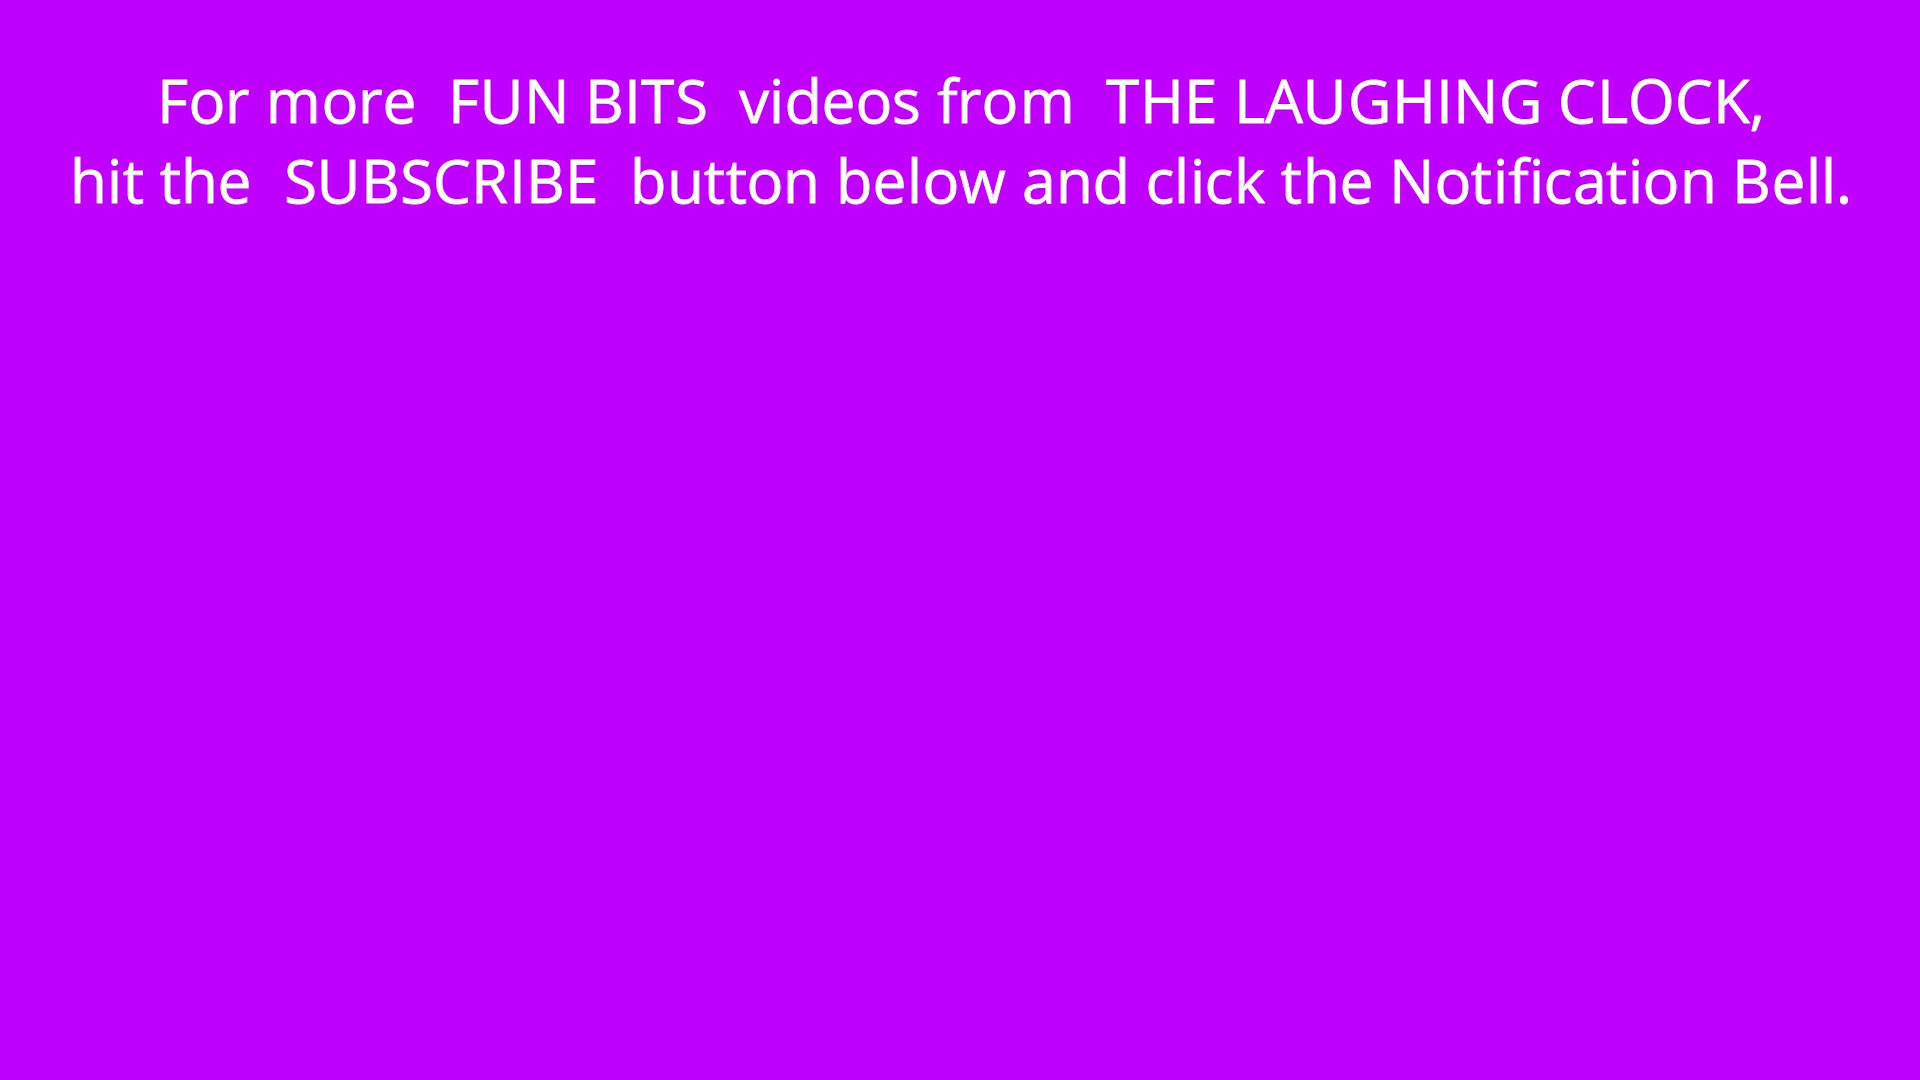 For more  FUN BITS  videos from  THE LAUGHING CLOCK,
hit the  SUBSCRIBE  button below and click the Notification Bell.